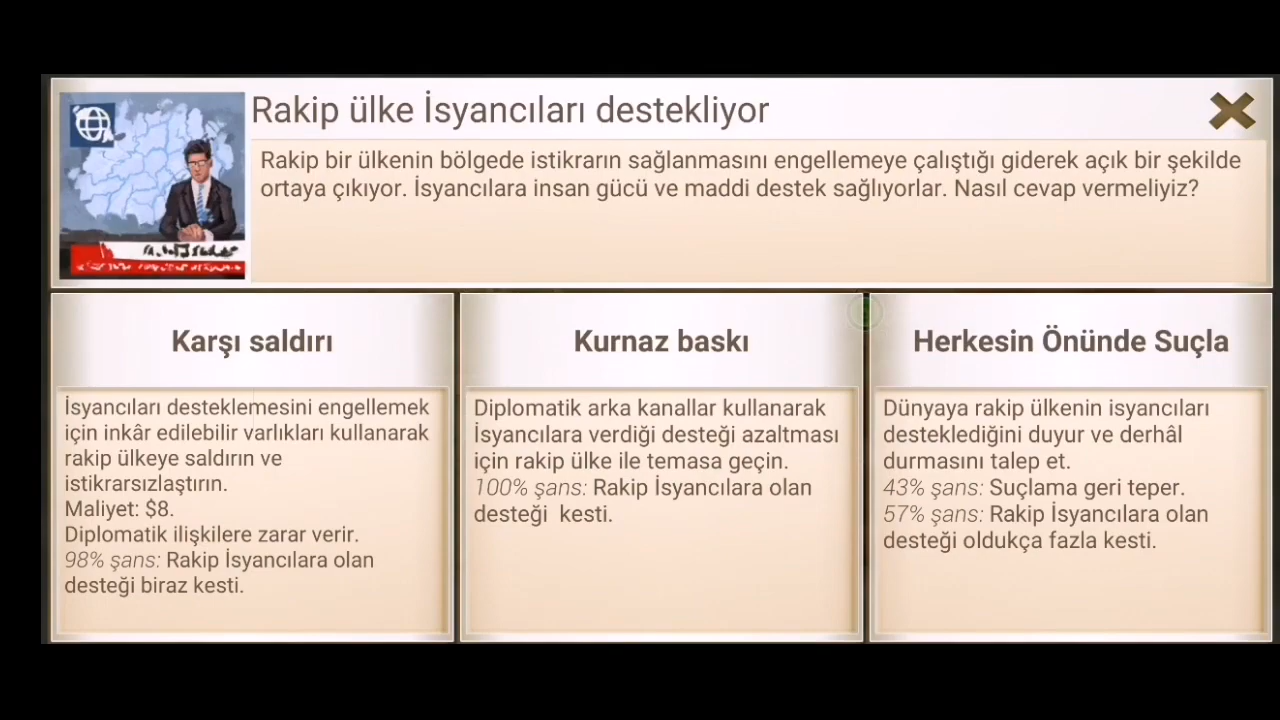 Rakip ülke İsyancıları destekliyor
Rakip bir ülkenin bölgede istikrarın sağlanmasını engellemeye çalıştığı giderek açık bir şekilde
ortaya çıkıyor. İsyancılara insan gücü ve maddi destek sağlıyorlar. Nasıl cevap vermeliyiz?
Karşı saldırı
İsyancıları desteklemesini engellemek
için inkâr edilebilir varlıkları kullanarak
rakip ülkeye saldırın ve
istikrarsızlaştırın.
Maliyet: $8.
Diplomatik ilişkilere zarar verir.
98% şans: Rakip İsyancılara olan
desteği biraz kesti.
Kurnaz baskı
Diplomatik arka kanallar kullanarak
İsyancılara verdiği desteği azaltması
için rakip ülke ile temasa geçin.
100% şans: Rakip İsyancılara olan
desteği kesti.
Herkesin Önünde Suçla
Dünyaya rakip ülkenin isyancıları
desteklediğini duyur ve derhâl
durmasını talep et.
43% şans: Suçlama geri teper.
57% şans: Rakip İsyancılara olan
desteği oldukça fazla kesti.